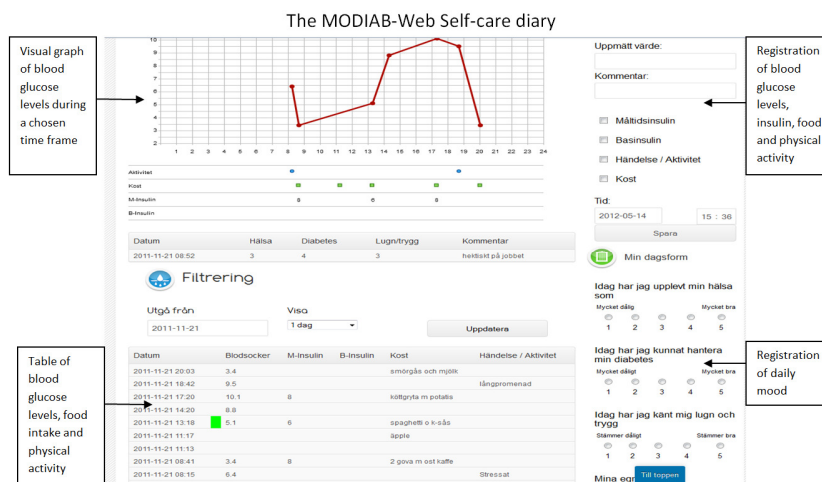 The MODIAB-Web Self-care diary
Visual graph
of blood
glucose
levels during
a chosen
time frame
10
9
8
7
6
5
4
3
2
1 2 3 4 5 6 7 8 9 10 11 12 13 14 15 16 17 18 19 20 21 22 23 24
Aktivitet
Kost
M-Insulin 8 6 8
B-Insulin
Datum Hälsa Diabetes Lugn/trygg Kommentar
2011-11-21 08:52 3 4 3 hektiskt på jobbet
Filtrering
Utgå från Visa
2011-11-21 1 dag Uppdatera
Table of
blood
glucose
levels, food
intake and
physical
activity
Datum Blodsocker M-Insulin B-Insulin Kost Händelse / Aktivitet
2011-11-21 20:03 3.4 smörgås och mjölk
2011-11-21 18:42 9.5 långpromenad
2011-11-21 17:20 10.1 8 köttgryta m potatis
2011-11-21 14:20 8.8
2011-11-21 13:18 5.1 6 spaghetti o k-sås
2011-11-21 11:17 äpple
2011-11-21 11:13
2011-11-21 08:41 3.4 8 2 gova m ost kaffe
2011-11-21 08:15 6.4 Stressat
Uppmätt värde:
Kommentar:
Måltidsinsulin
Basinsulin
Händelse / Aktivitet
Kost
Tid:
2012-05-14 15 : 36
Spara
Min dagsform
Idag har jag upplevt min hälsa
som
Mycket dålig Mycket bra
1 2 3 4 5
Idag har jag kunnat hantera
min diabetes
Mycket dåligt Mycket bra
1 2 3 4 5
Idag har jag känt mig lugn och
trygg
Stämmer dåligt Stämmer bra
1 2 3 4 5
Mina egn
Till toppen
Registration
of blood
glucose
levels,
insulin, food
and physical
activity
Registration
of daily
mood